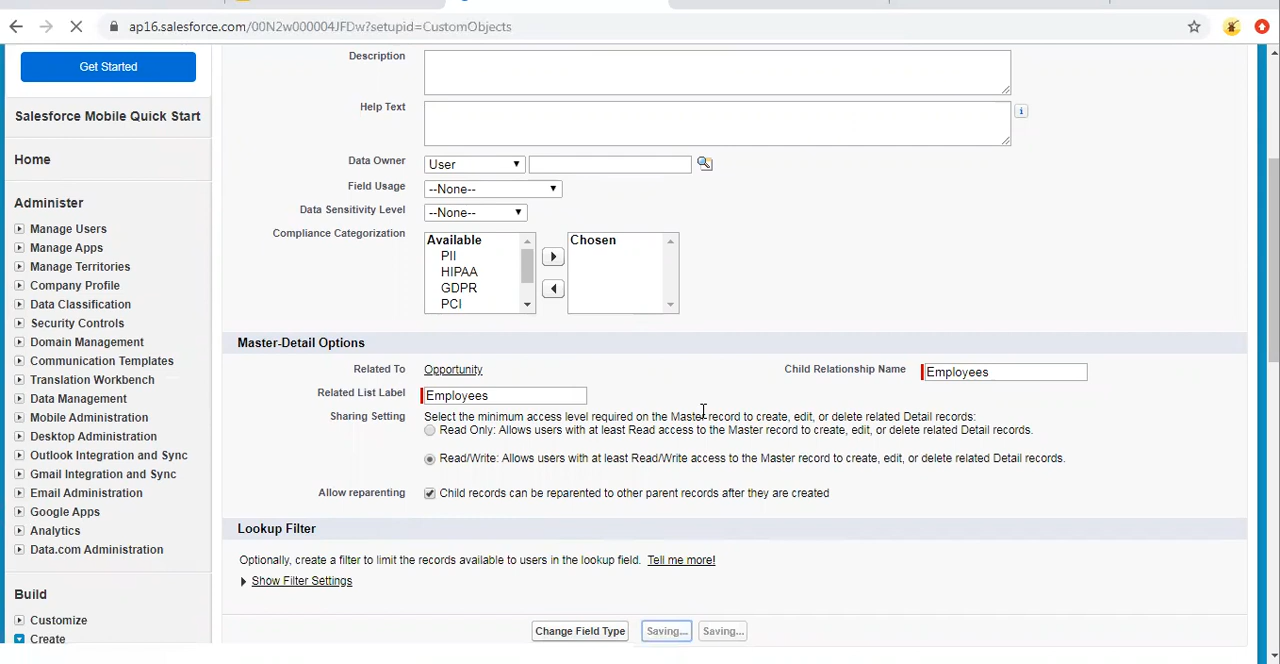 ap16.salesforce.com/00N2w000004JFDw?setupid=CustomObjects
Get Started
Salesforce Mobile Quick Start
Home
Administer
Manage Users
Manage Apps
Manage Territories
Company Profile
Data Classification
Security Controls
Domain Management
Communication Templates
Translation Workbench
Data Management
Mobile Administration
Desktop Administration
Outlook Integration and Sync
Gmail Integration and Sync
Email Administration
Google Apps
Analytics
Data.com Administration
Build
Customize
Create
Description
Help Text
Data Owner User
Field Usage --None--
Data Sensitivity Level --None--
Compliance Categorization
Available
PII
HIPAA
GDPR
PCI
Chosen
Master-Detail Options
Related To Opportunity Child Relationship Name Employees
Related List Label Employees
Sharing Setting Select the minimum access level required on the Master record to create, edit, or delete related Detail records:
Read Only: Allows users with at least Read access to the Master record to create, edit, or delete related Detail records.
Read/Write: Allows users with at least Read/Write access to the Master record to create, edit, or delete related Detail records.
Allow reparenting Child records can be reparented to other parent records after they are created
Lookup Filter
Optionally, create a filter to limit the records available to users in the lookup field. Tell me more!
Show Filter Settings
Change Field Type Saving... Saving...